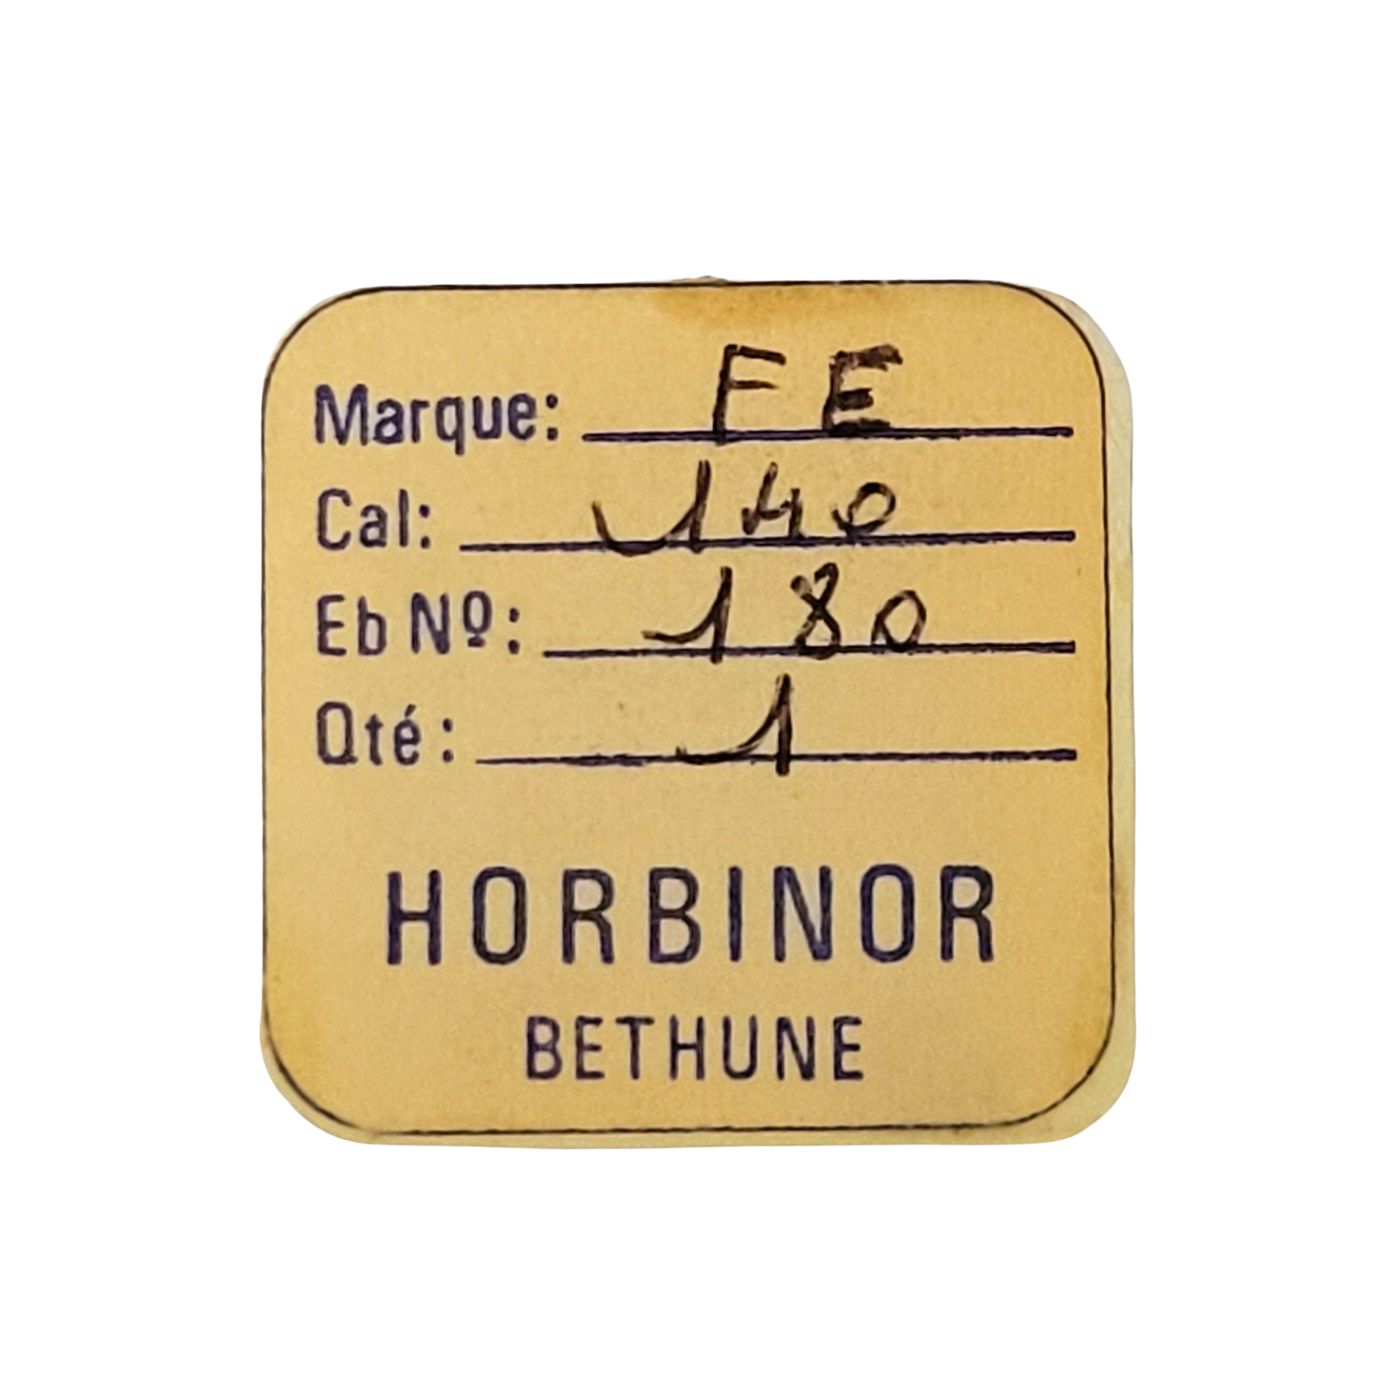 Marque: FE
Cal: 140
Eb Nº: 180
Qté: 1
HORBINOR
BETHUNE